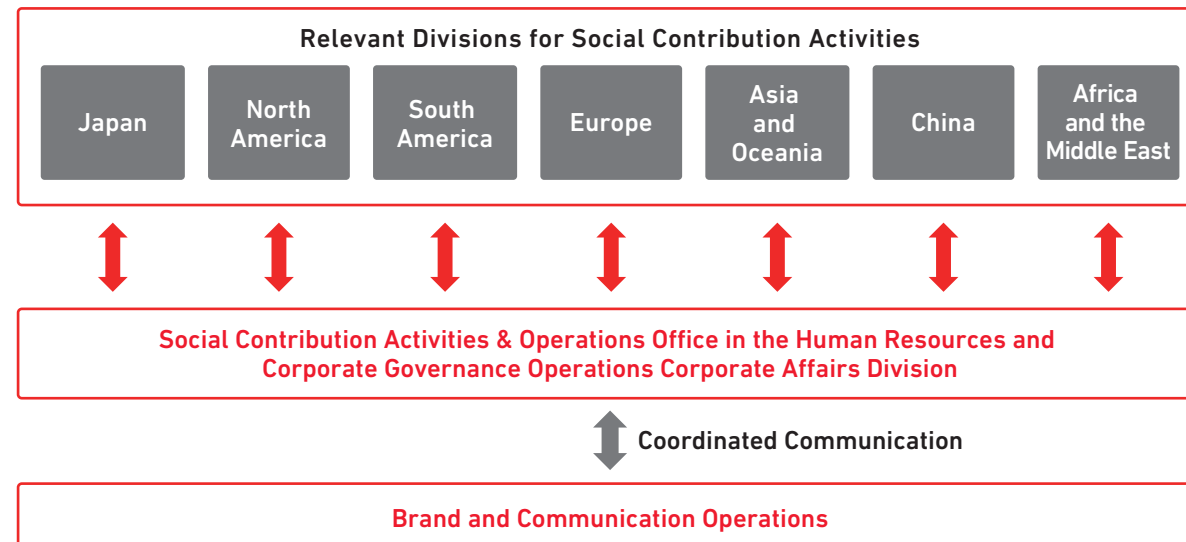 Relevant Divisions for Social Contribution Activities
Japan
North
America
South
America
Europe
Asia
and
Oceania
China
Africa
and the
Middle East
Social Contribution Activities & Operations Office in the Human Resources and
Corporate Governance Operations Corporate Affairs Division
Coordinated Communication
Brand and Communication Operations